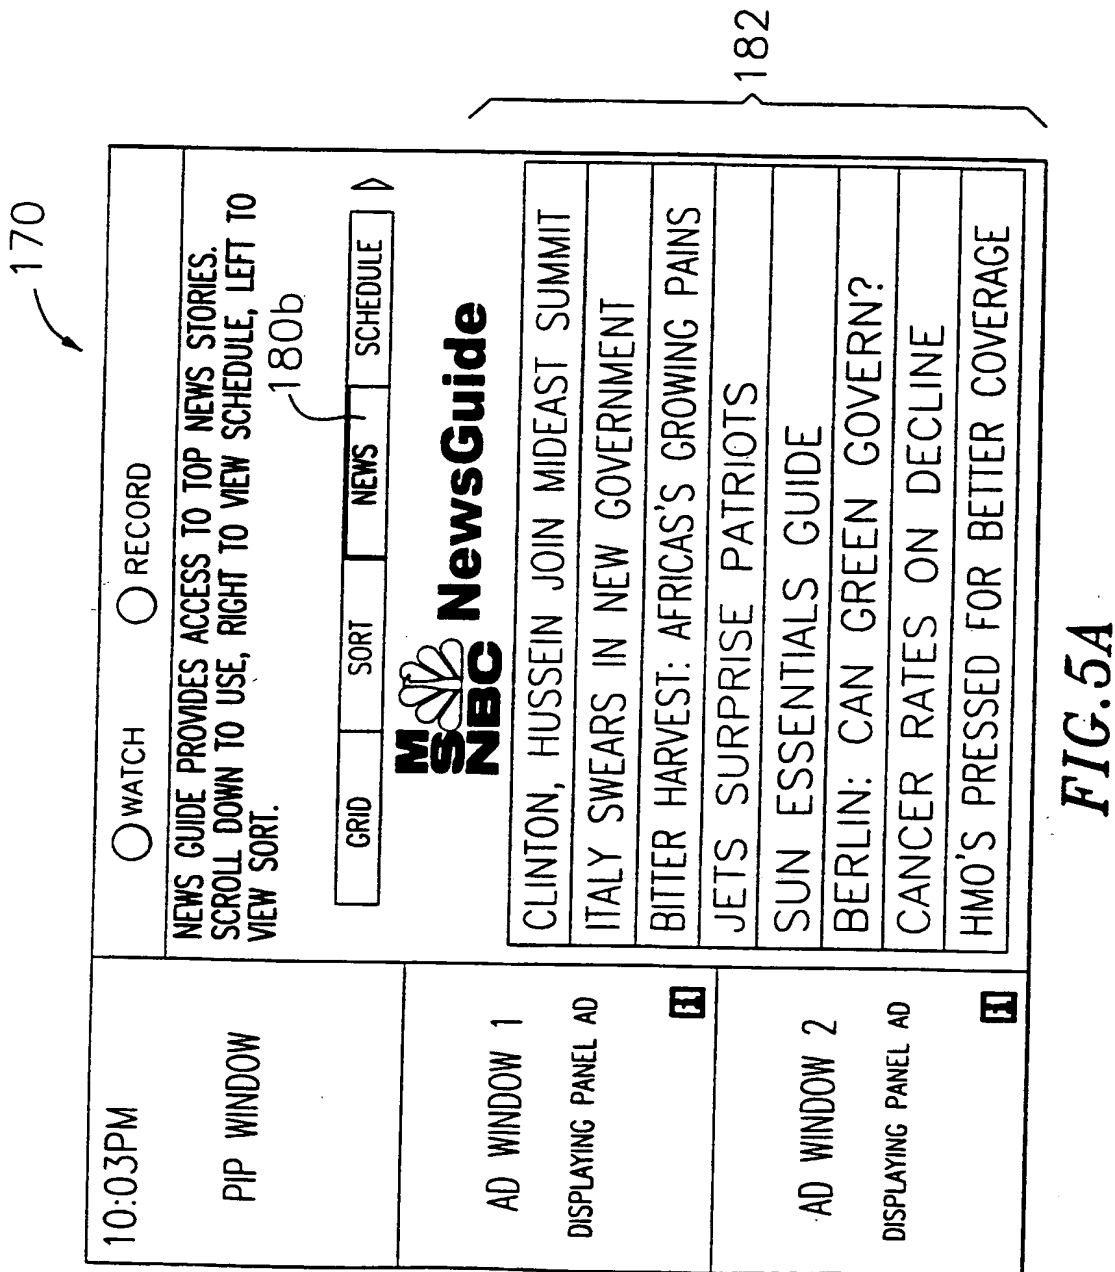 170
10:03PM
PIP WINDOW
AD WINDOW 1
DISPLAYING PANEL AD
i
AD WINDOW 2
DISPLAYING PANEL AD
i
WATCH RECORD
NEWS GUIDE PROVIDES ACCESS TO TOP NEWS STORIES.
SCROLL DOWN TO USE, RIGHT TO VIEW SCHEDULE, LEFT TO
VIEW SORT.
180b
GRID SORT NEWS SCHEDULE
MSNBC NewsGuide
CLINTON, HUSSEIN JOIN MIDEAST SUMMIT
ITALY SWEARS IN NEW GOVERNMENT
BITTER HARVEST: AFRICAS'S GROWING PAINS
JETS SURPRISE PATRIOTS
SUN ESSENTIALS GUIDE
BERLIN: CAN GREEN GOVERN?
CANCER RATES ON DECLINE
HMO'S PRESSED FOR BETTER COVERAGE
182
FIG.5A